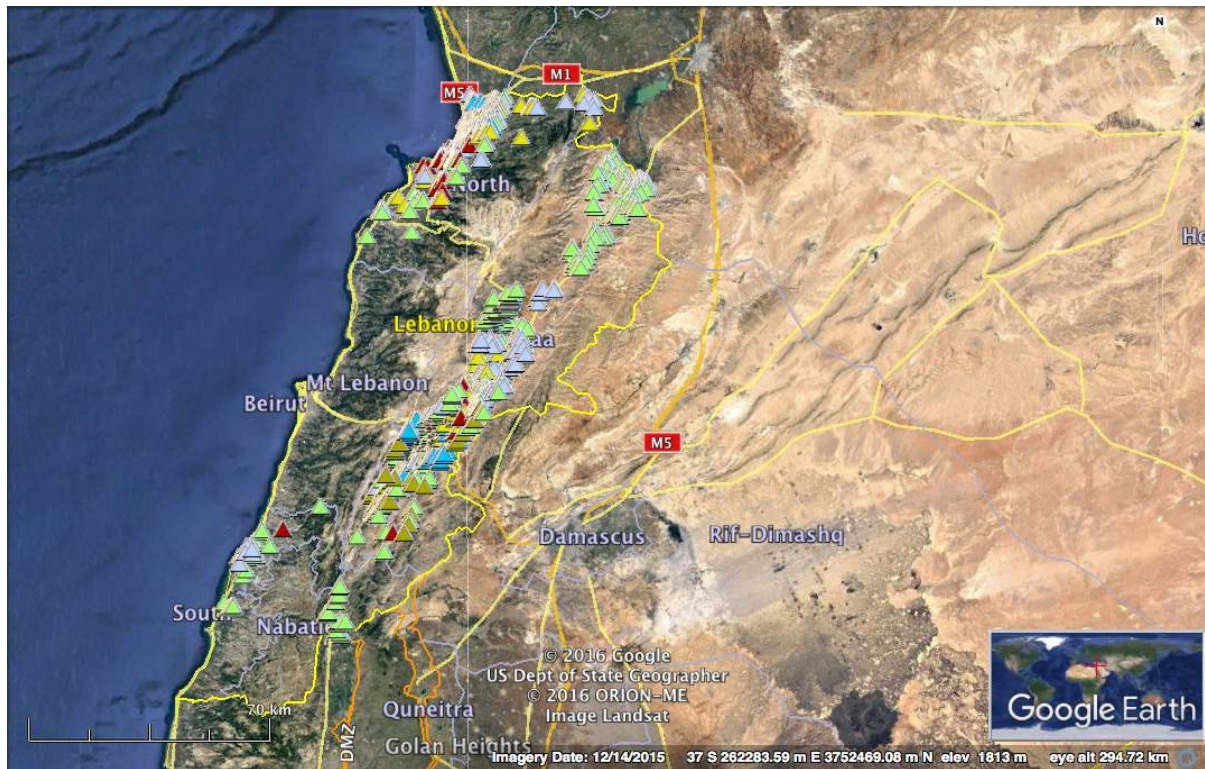 N
M1
M5
North
Lebanon
aa
Mt Lebanon
Beirut
M5
Damascus
Rif-Dimashq
South
Nabatie
© 2016 Google
US Dept of State Geographer
© 2016 ORION-ME
Image Landsat
Google Earth
70 km
Quneitra
DMZ
Golan Heights
Imagery Date: 12/14/2015 37 S 262283.59 m E 3752469.08 m N elev 1813 m eye alt 294.72 km
Ho